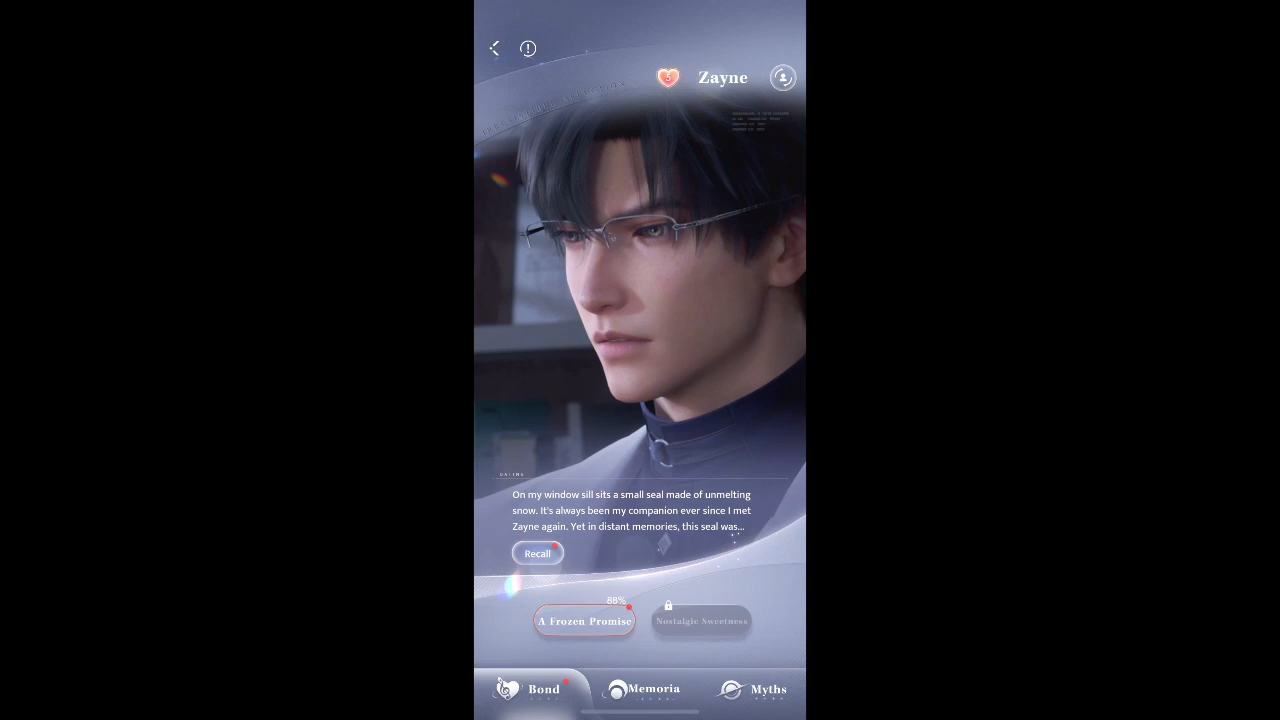 5
Zayne
On my window sill sits a small seal made of unmelting
snow. It's always been my companion ever since I met
Zayne again. Yet in distant memories, this seal was...
Recall
88%
A Frozen Promise
Nostalgic Sweetness
Bond
Memoria
Myths